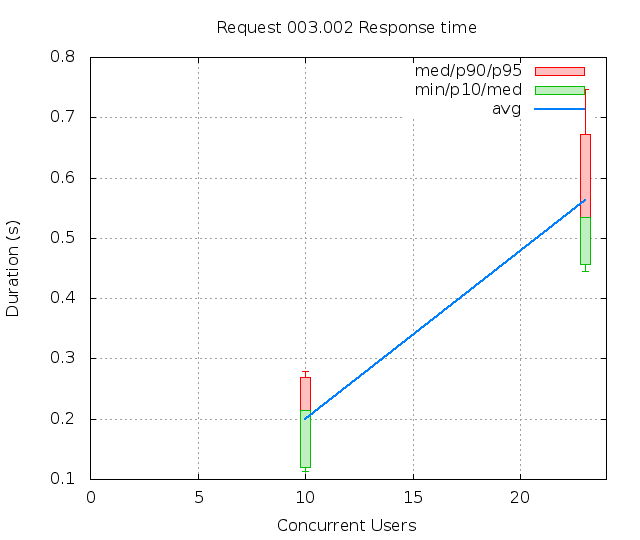 Request 003.002 Response time
med/p90/p95
min/p10/med
avg
0.8
0.7
0.6
0.5
0.4
0.3
0.2
0.1
Duration (s)
0 5 10 15 20
Concurrent Users